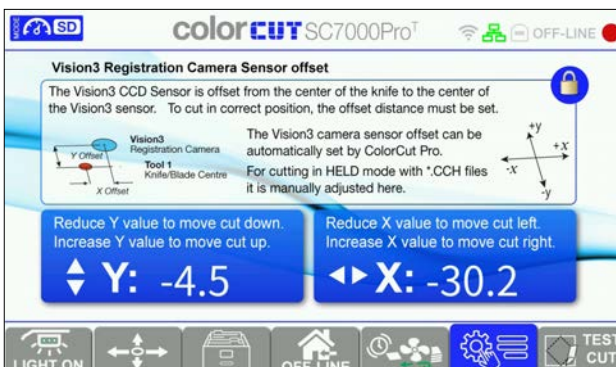 MODE
SD
colorCUT SC7000ProT
OFF-LINE
Vision3 Registration Camera Sensor offset
The Vision3 CCD Sensor is offset from the center of the knife to the center of
the Vision3 sensor. To cut in correct position, the offset distance must be set.
Y Offset
X Offset
Vision3
Registration Camera
Tool 1
Knife/Blade Centre
The Vision3 camera sensor offset can be
automatically set by ColorCut Pro.
For cutting in HELD mode with *.CCH files
it is manually adjusted here.
+y
+x
-x
-y
Reduce Y value to move cut down.
Increase Y value to move cut up.
Y: -4.5
Reduce X value to move cut left.
Increase X value to move cut right.
X: -30.2
LIGHT ON
OFF-LINE
TEST
CUT